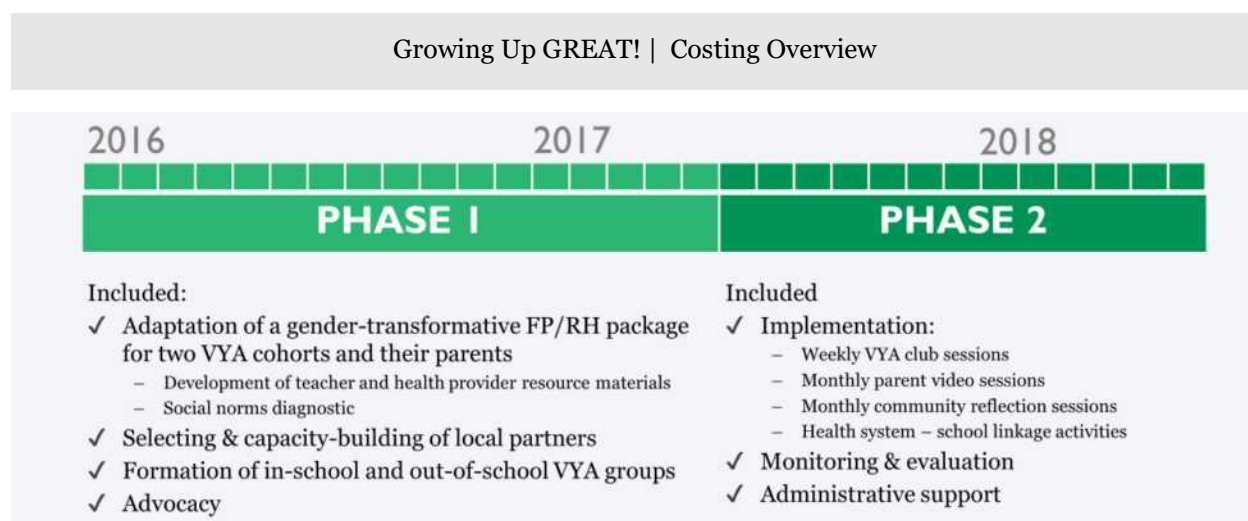 Growing Up GREAT! | Costing Overview
2016 2017 2018
PHASE 1 PHASE 2
Included:
✓ Adaptation of a gender-transformative FP/RH package
for two VYA cohorts and their parents
– Development of teacher and health provider resource materials
– Social norms diagnostic
✓ Selecting & capacity-building of local partners
✓ Formation of in-school and out-of-school VYA groups
✓ Advocacy
Included
✓ Implementation:
– Weekly VYA club sessions
– Monthly parent video sessions
– Monthly community reflection sessions
– Health system – school linkage activities
✓ Monitoring & evaluation
✓ Administrative support